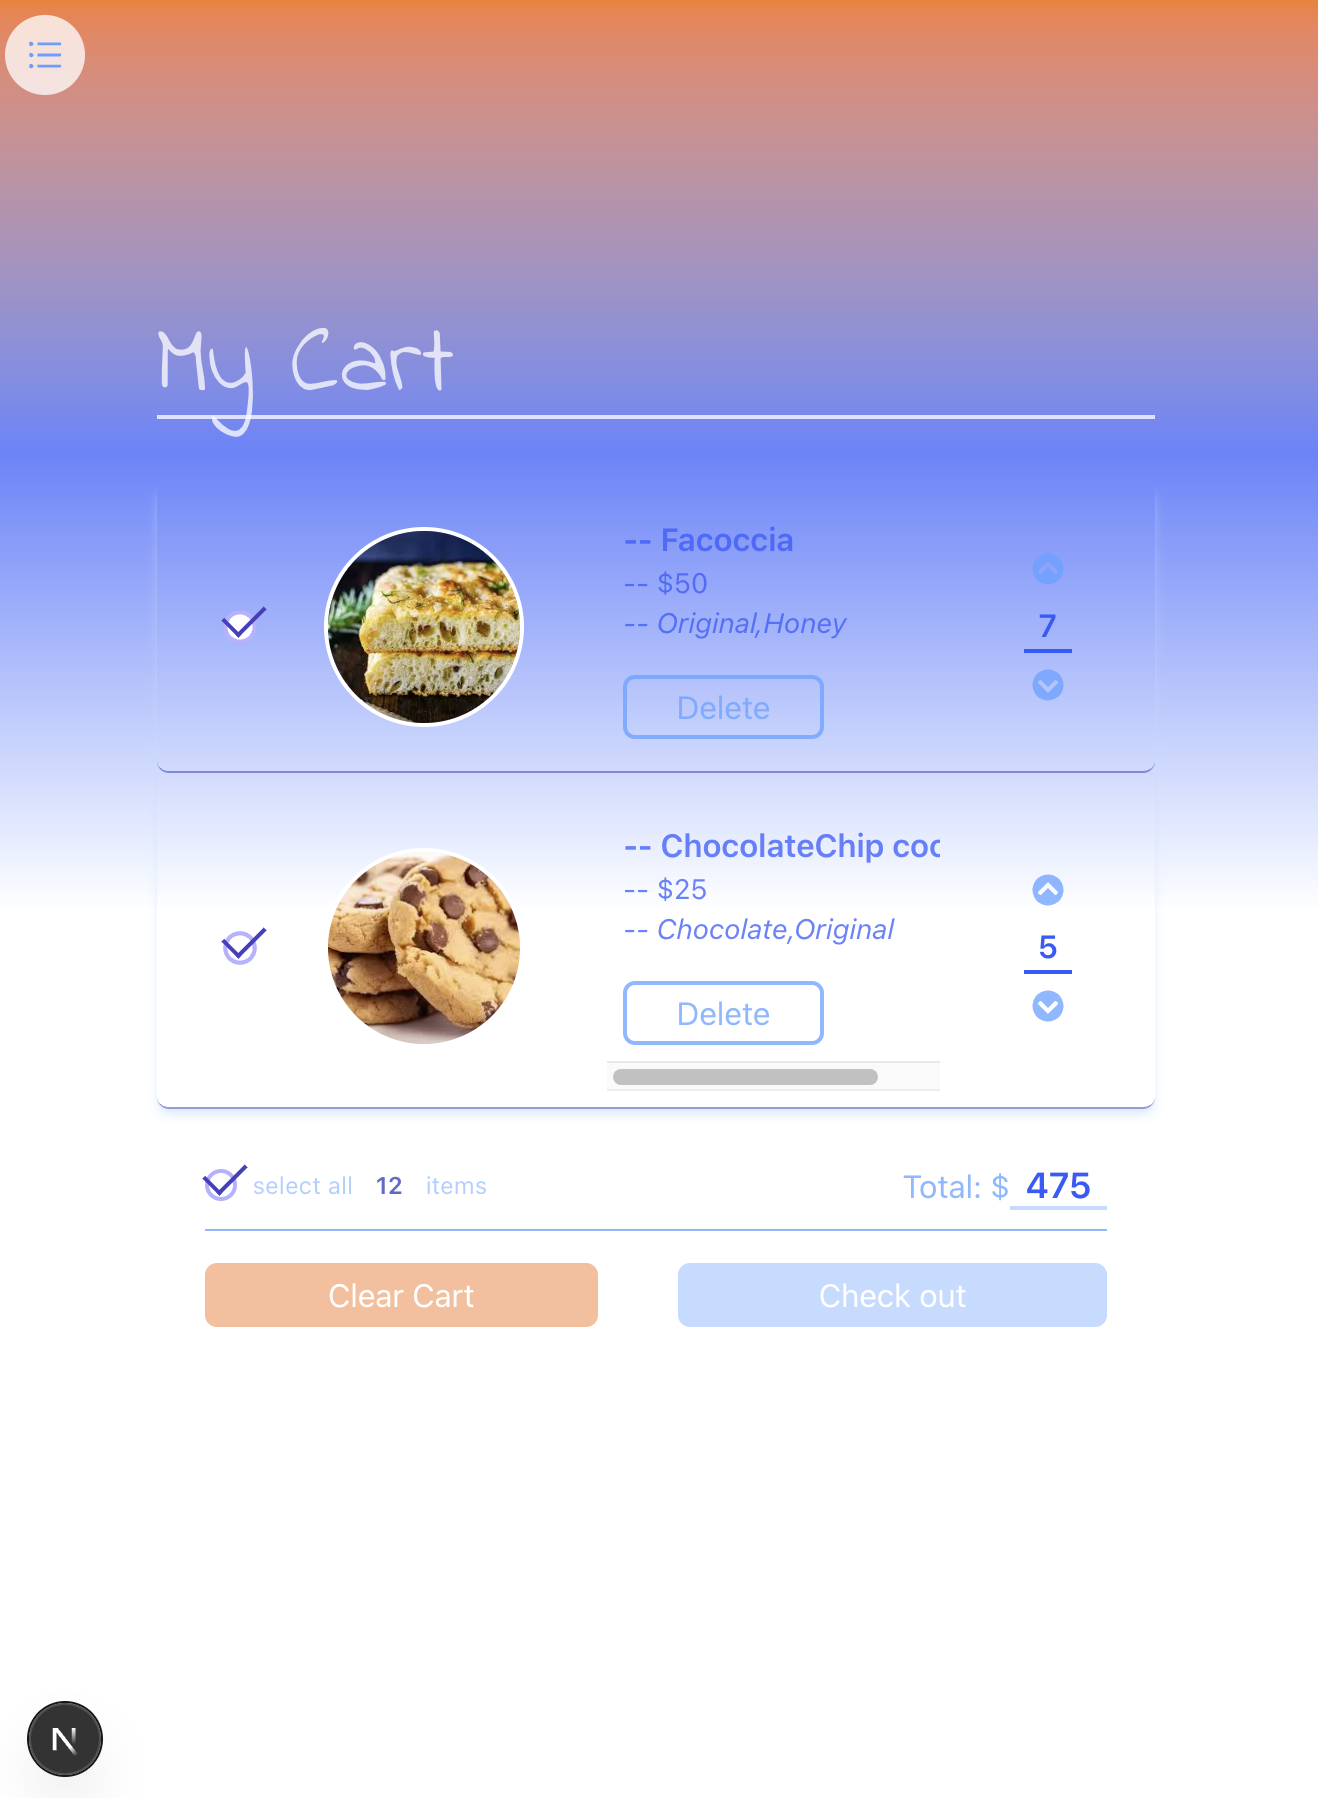 My Cart
-- Facoccia
-- $50
-- Original,Honey
7
Delete
-- ChocolateChip coo
-- $25
-- Chocolate,Original
5
Delete
select all 12 items
Total: $ 475
Clear Cart
Check out
N